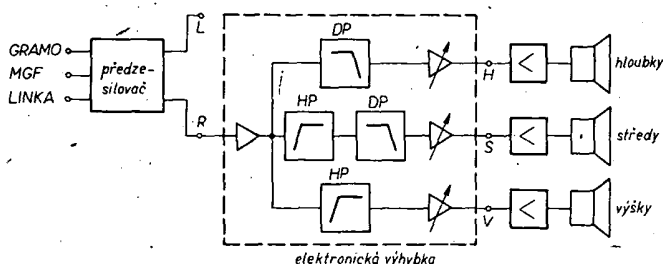 GRAMO
MGF
LINKA
předze-
silovač
L
R
DP
HP
DP
HP
H
S
V
<
<
<
hloubky
středy
výšky
elektronická výhybka